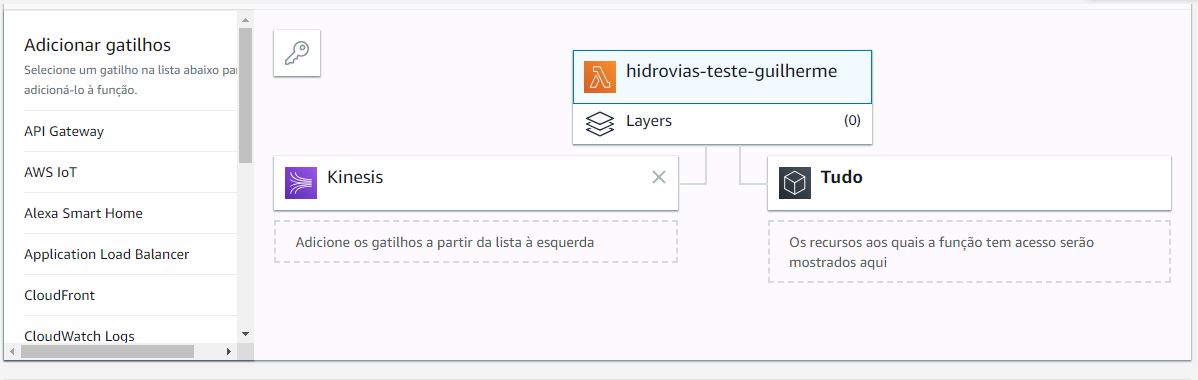 Adicionar gatilhos
Selecione um gatilho na lista abaixo
adicioná-lo à função.
API Gateway
AWS IoT
Alexa Smart Home
Application Load Balancer
CloudFront
CloudWatch Logs
hidrovias-teste-guilherme
Layers (0)
Kinesis
Adicione os gatilhos a partir da lista à esquerda
Tudo
Os recursos aos quais a função tem acesso serão
mostrados aqui